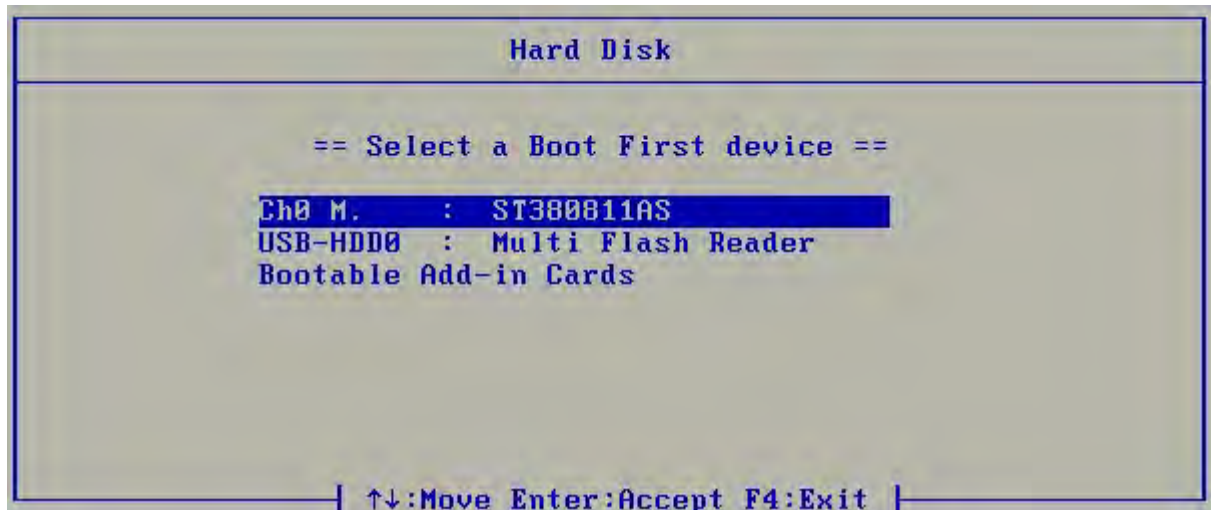 Hard Disk
== Select a Boot First device ==
Ch0 M. : ST380811AS
USB-HDD0 : Multi Flash Reader
Bootable Add-in Cards
↑↓:Move Enter:Accept F4:Exit